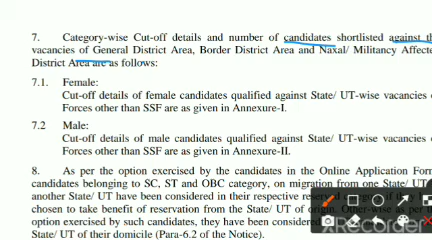 7. Category-wise Cut-off details and number of candidates shortlisted against th
vacancies of General District Area, Border District Area and Naxal/ Militancy Affecte
District Area are as follows:
7.1. Female:
Cut-off details of female candidates qualified against State/ UT-wise vacancies
Forces other than SSF are as given in Annexure-I.
7.2 Male:
Cut-off details of male candidates qualified against State/ UT-wise vacancies
Forces other than SSF are as given in Annexure-II.
8. As per the option exercised by the candidates in the Online Application Form
candidates belonging to SC, ST and OBC category, on migration from one State/ UT
another State/ UT have been considered in their respective
chosen to take benefit of reservation from the State/ UT of
option exercised by such candidates, they have been considered
State/ UT of their domicile (Para-6.2 of the Notice).